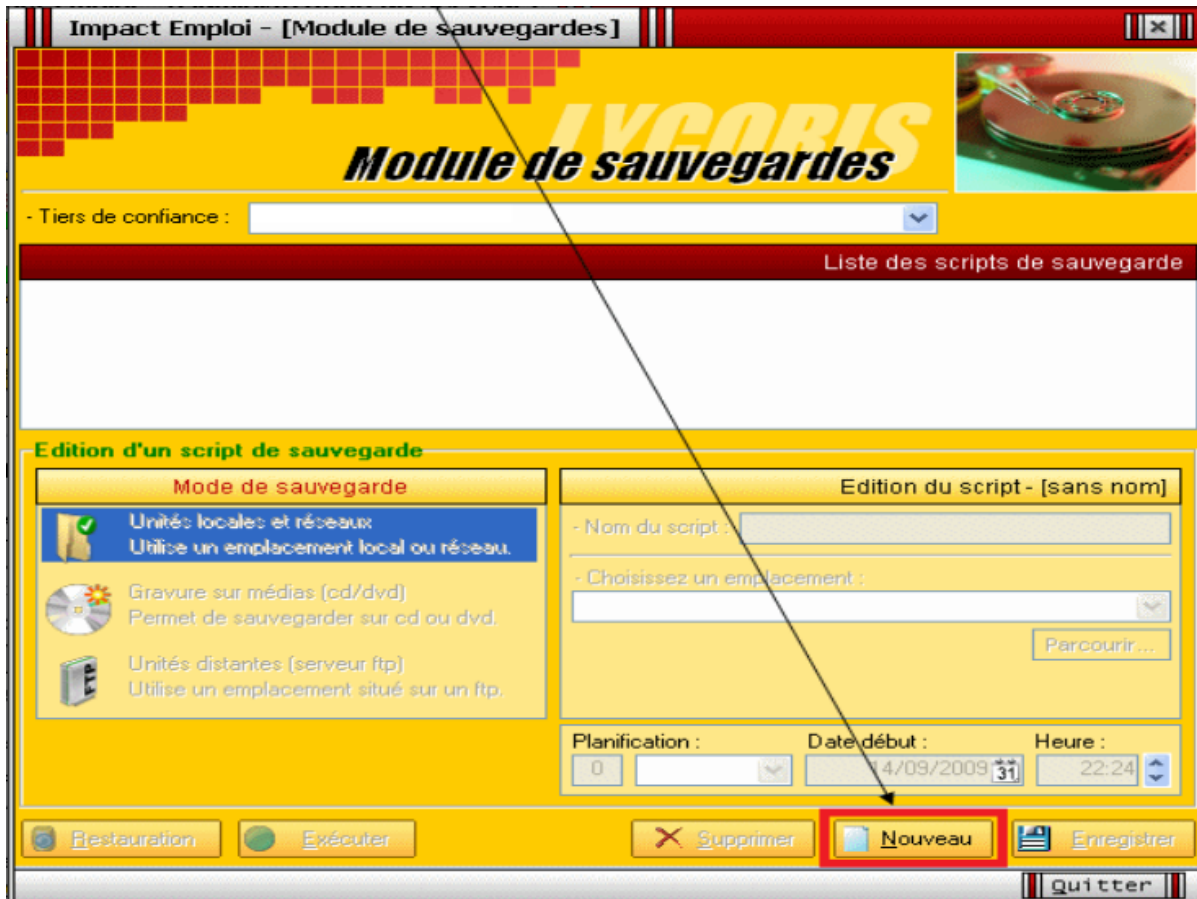 Impact Emploi - [Module de sauvegardes]
LYCORIS
Module de sauvegardes
- Tiers de confiance :
Liste des scripts de sauvegarde
Edition d'un script de sauvegarde
Mode de sauvegarde
Unités locales et réseaux
Utilise un emplacement local ou réseau.
Gravure sur médias (cd/dvd)
Permet de sauvegarder sur cd ou dvd.
FTP
Unités distantes (serveur ftp)
Utilise un emplacement situé sur un ftp.
Edition du script - [sans nom]
- Nom du script :
- Choisissez un emplacement :
Parcourir...
Planification :
Date début :
Heure :
0
14/09/2009
31
22:24
Restauration
Exécuter
Supprimer
Nouveau
Enregistrer
Quitter